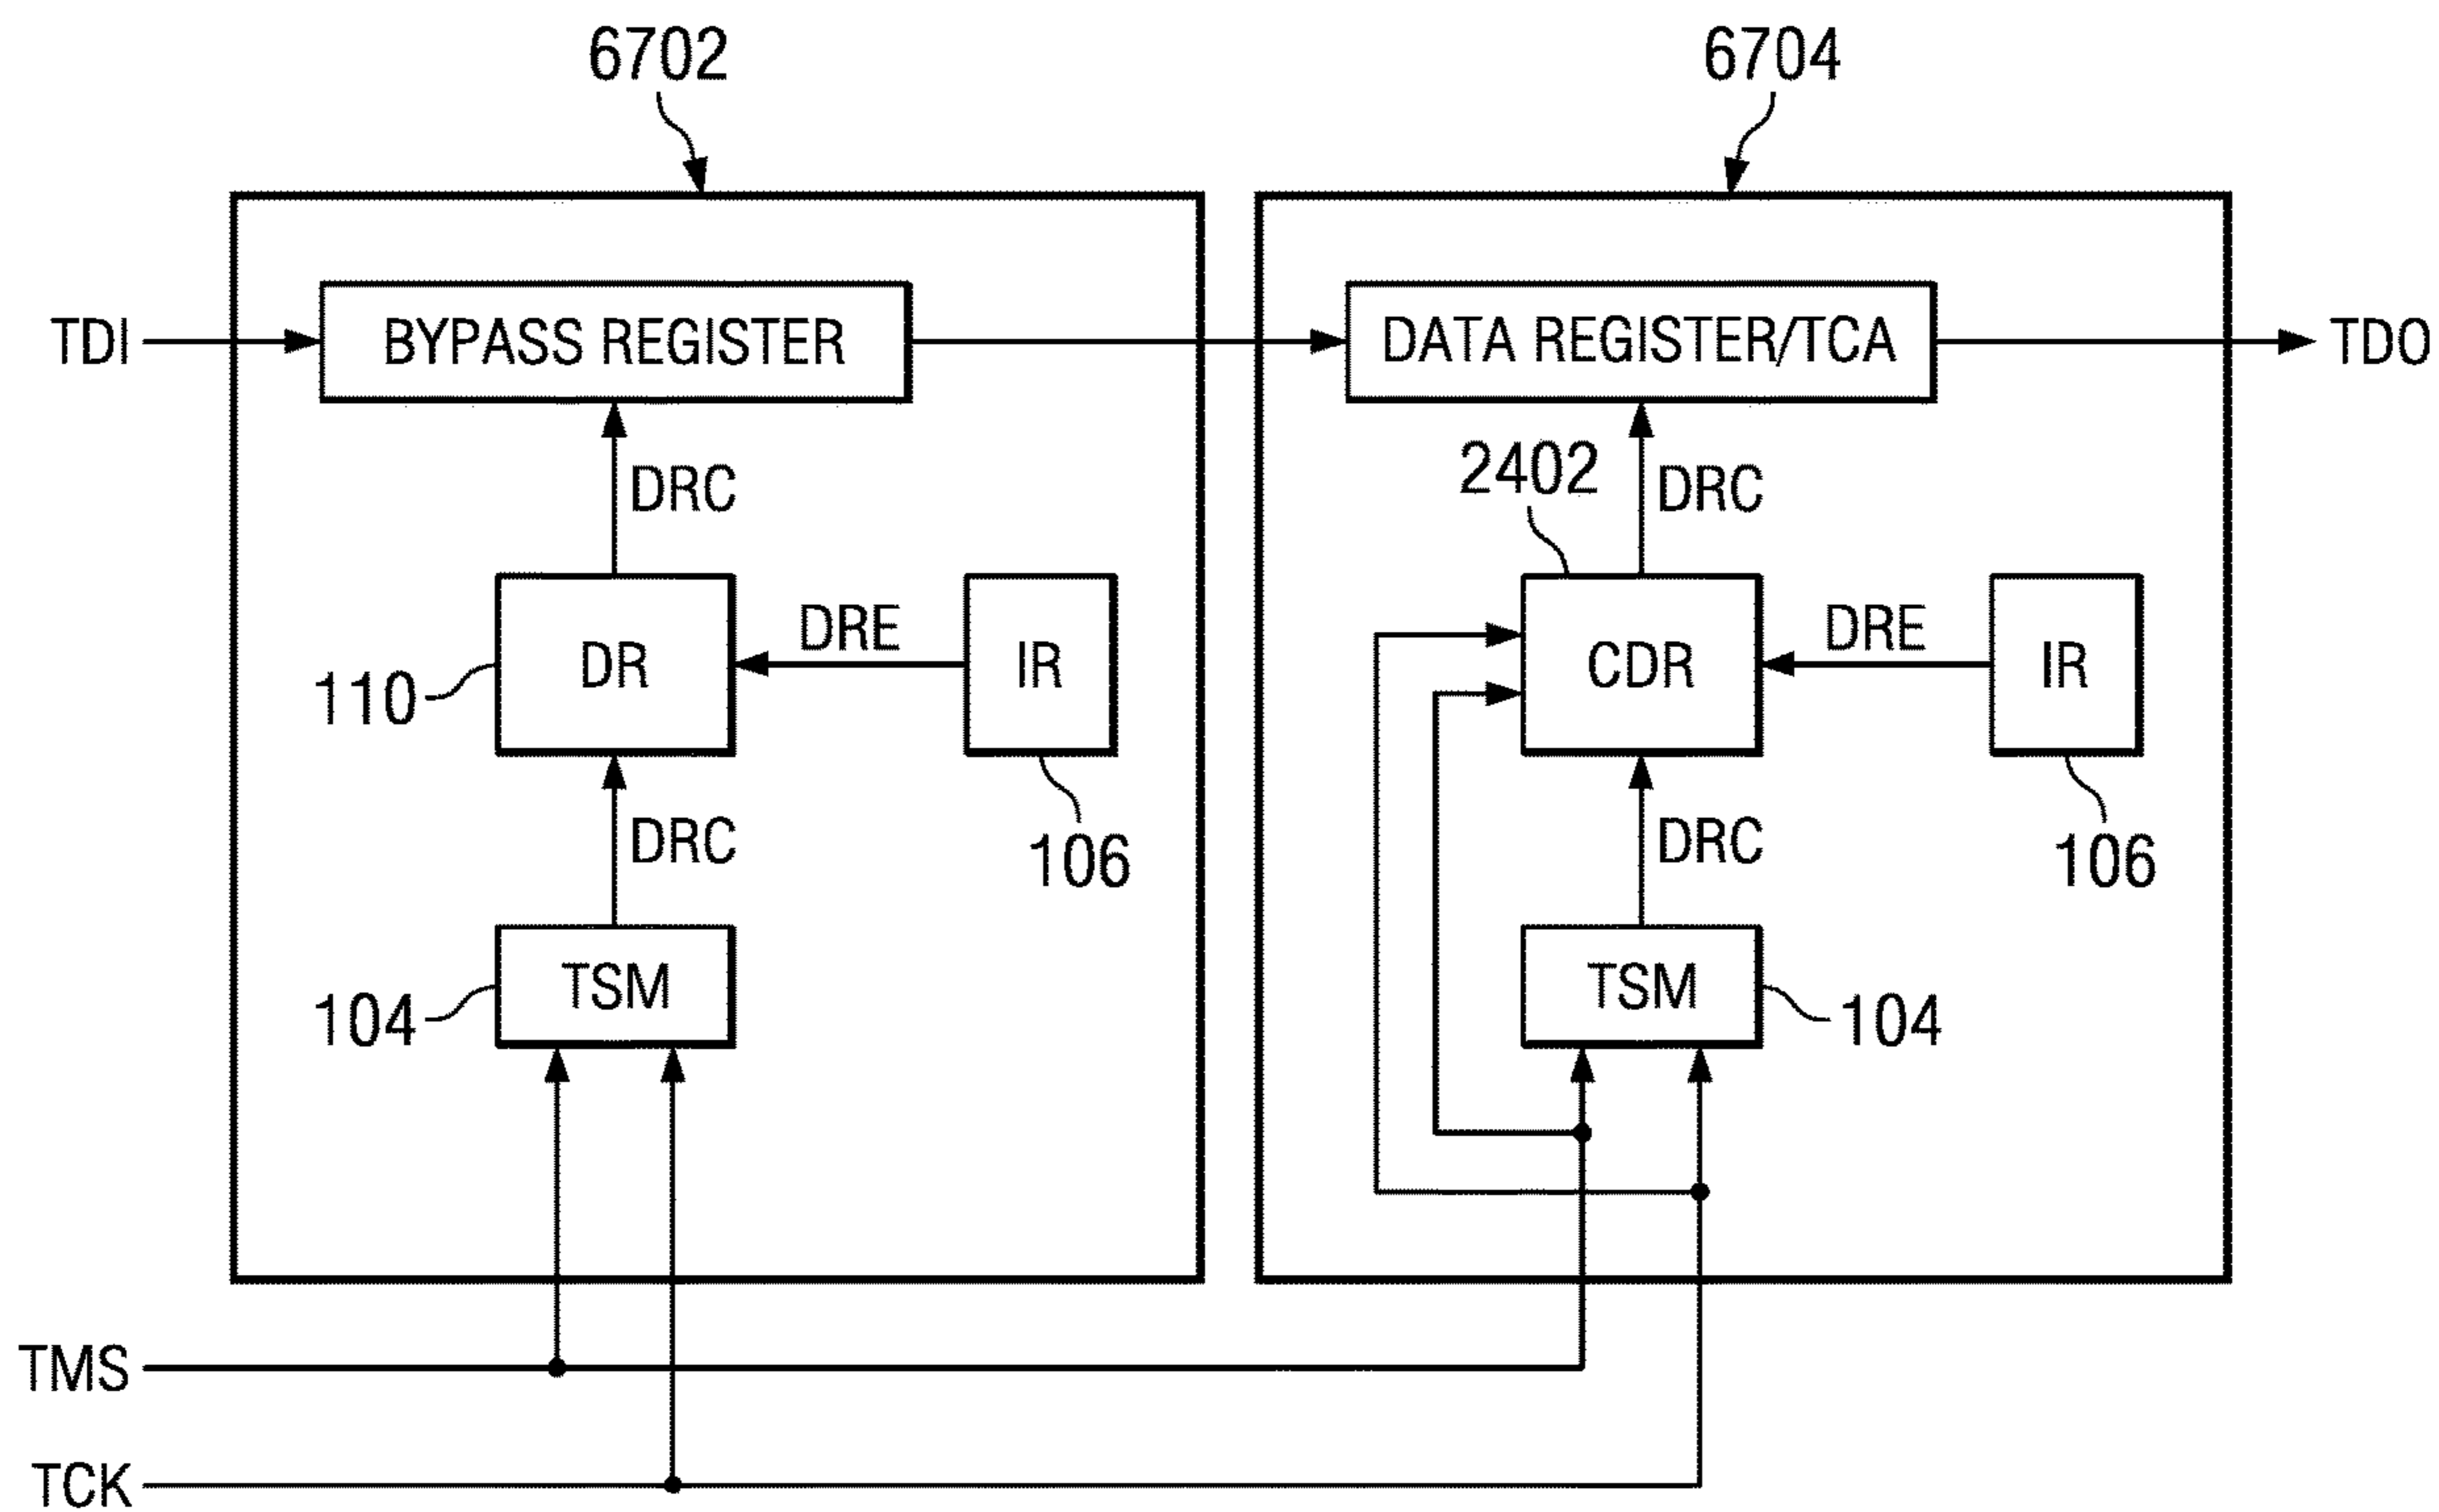 6702 6704
TDI BYPASS REGISTER DATA REGISTER/TCA TDO
DRC 2402 DRC
110 DR DRE IR CDR DRE IR
DRC 106 DRC 106
104 TSM TSM 104
TMS
TCK